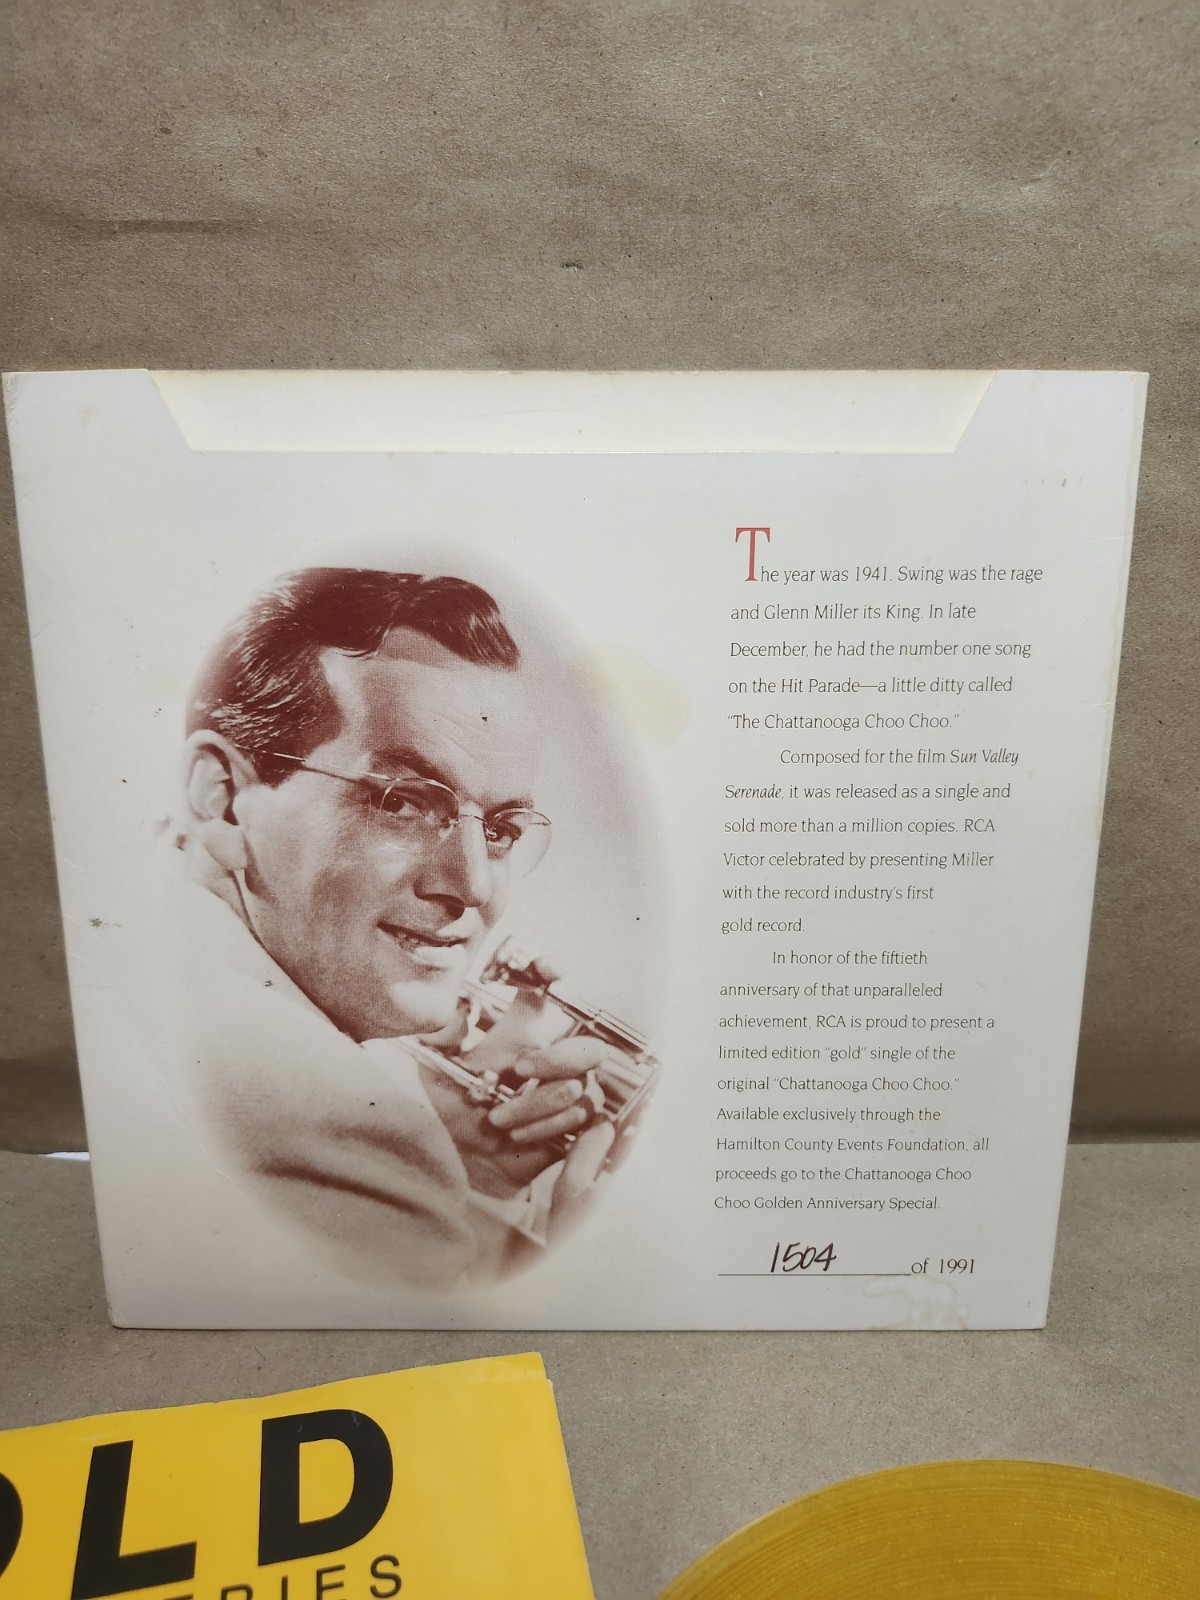 The year was 1941. Swing was the rage
and Glenn Miller its King. In late
December, he had the number one song
on the Hit Parade—a little ditty called
"The Chattanooga Choo Choo."
Composed for the film Sun Valley
Serenade, it was released as a single and
sold more than a million copies. RCA
Victor celebrated by presenting Miller
with the record industry's first
gold record.
In honor of the fiftieth
anniversary of that unparalleled
achievement, RCA is proud to present a
limited edition "gold" single of the
original "Chattanooga Choo Choo."
Available exclusively through the
Hamilton County Events Foundation, all
proceeds go to the Chattanooga Choo
Choo Golden Anniversary Special.
1504 of 1991
OLD
ERIES